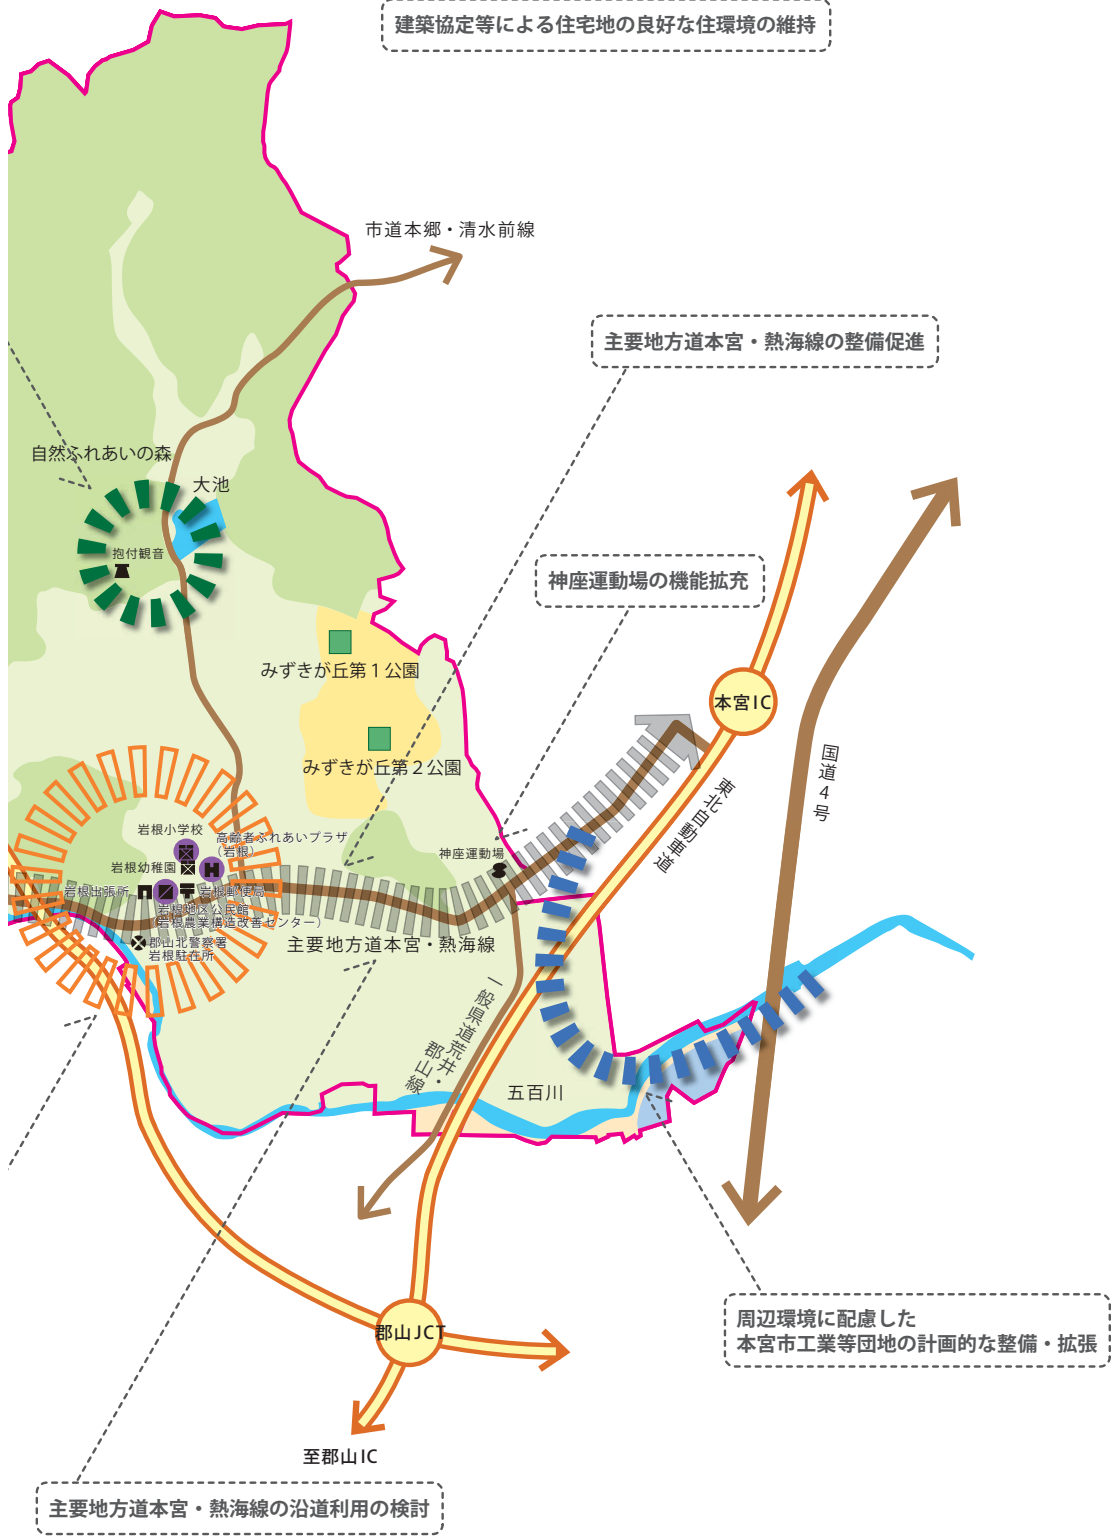 建築協定等による住宅地の良好な住環境の維持
市道本郷・清水前線
主要地方道本宮・熱海線の整備促進
自然ふれあいの森
大池
抱付観音
神座運動場の機能拡充
みずきが丘第１公園
本宮IC
みずきが丘第２公園
国道4号
東北自動車道
岩根小学校
高齢者ふれあいプラザ
（岩根）
神座運動場
岩根幼稚園
岩根出張所
岩根郵便局
岩根地区公民館
（岩根農業構造改善センター）
郡山北警察署
岩根駐在所
主要地方道本宮・熱海線
一般県道荒井・
郡山線
五百川
周辺環境に配慮した
本宮市工業等団地の計画的な整備・拡張
郡山JCT
至郡山IC
主要地方道本宮・熱海線の沿道利用の検討